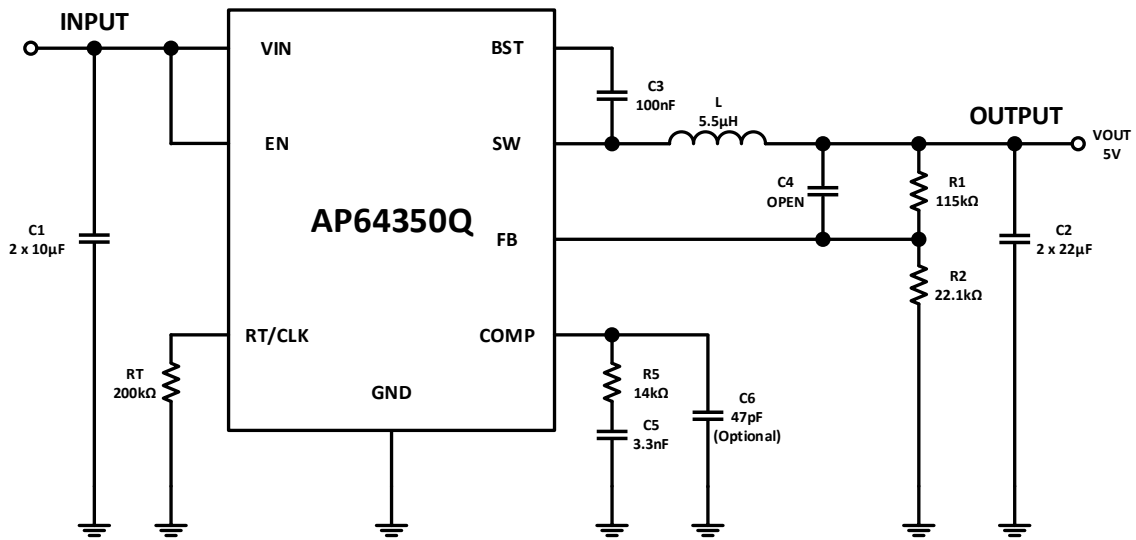 INPUT
VIN
BST
C3
100nF
L
5.5µH
OUTPUT
VOUT
5V
EN
SW
C4
OPEN
R1
115kΩ
AP64350Q
FB
C1
2 x 10µF
C2
2 x 22µF
R2
22.1kΩ
RT/CLK
COMP
RT
200kΩ
R5
14kΩ
GND
C6
47pF
(Optional)
C5
3.3nF